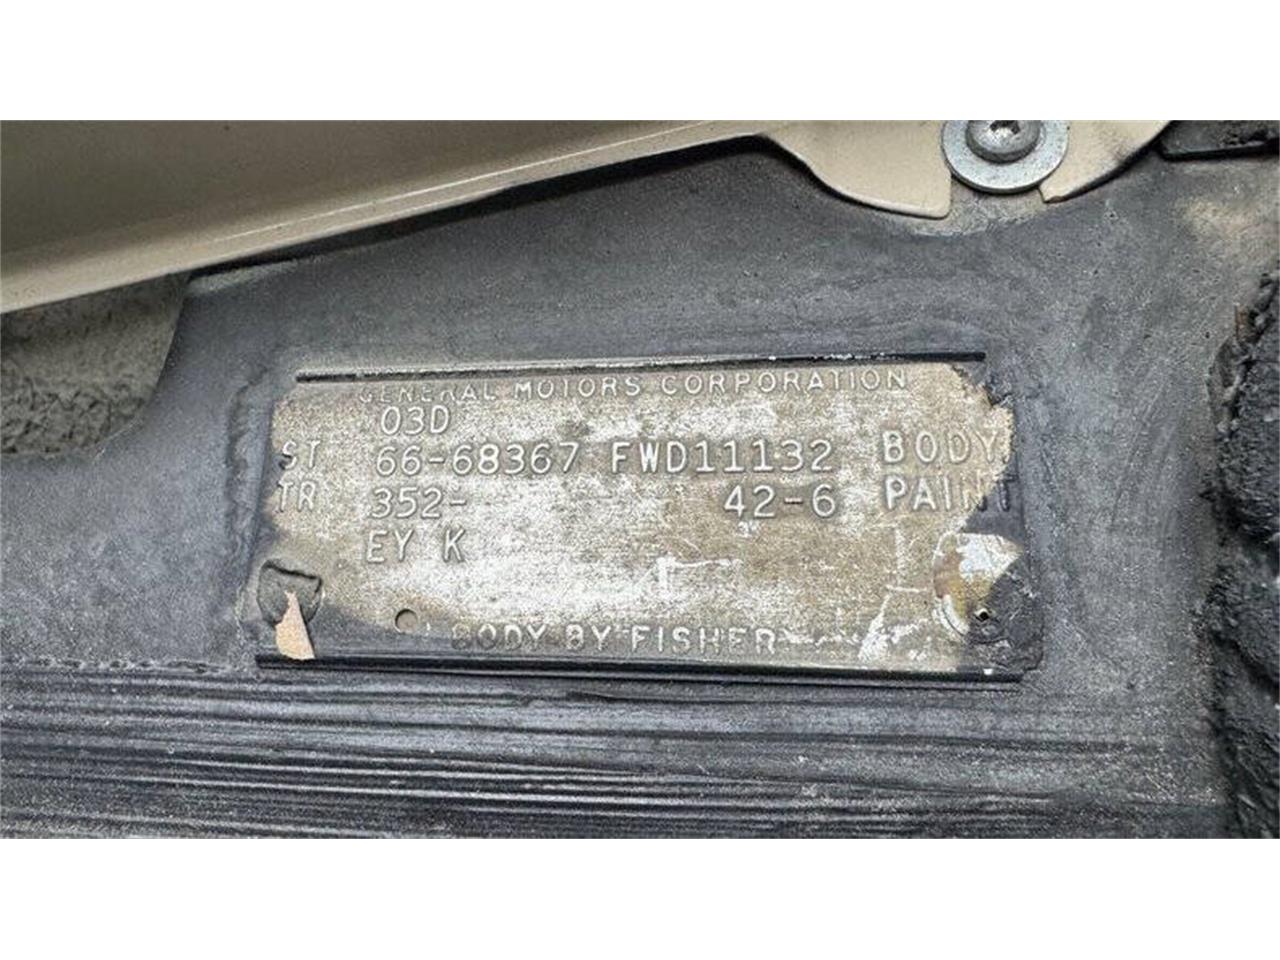 GENERAL MOTORS CORPORATION
03D
ST 66-68367 FWD11132 BODY
TR 352- 42-6 PAINT
EY K
BODY BY FISHER